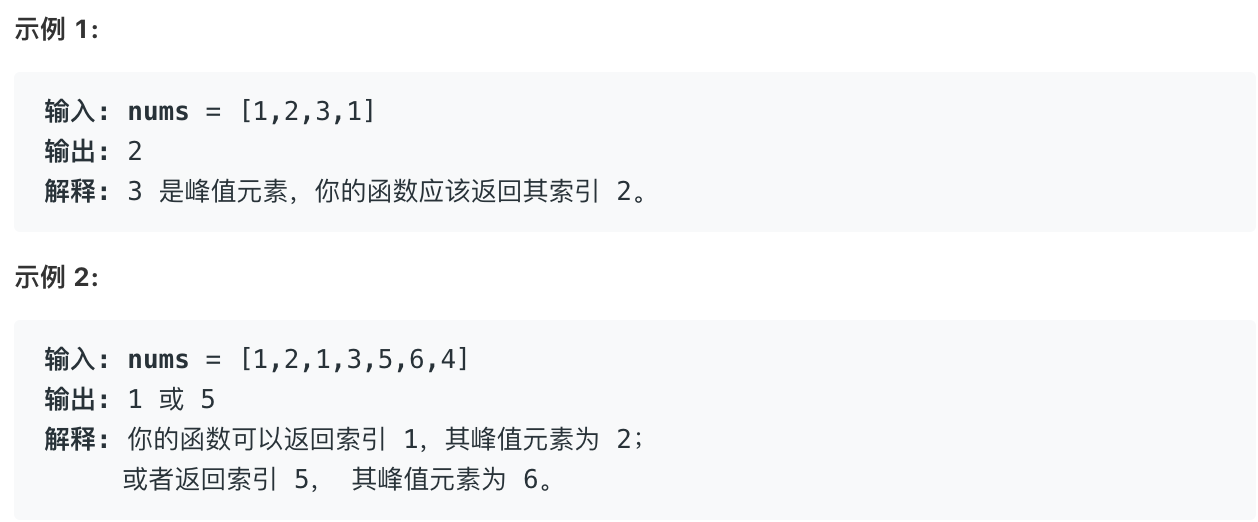 示例 1:
输入: nums = [1,2,3,1]
输出: 2
解释: 3 是峰值元素，你的函数应该返回其索引 2。
示例 2:
输入: nums = [1,2,1,3,5,6,4]
输出: 1 或 5
解释: 你的函数可以返回索引 1，其峰值元素为 2；
或者返回索引 5， 其峰值元素为 6。